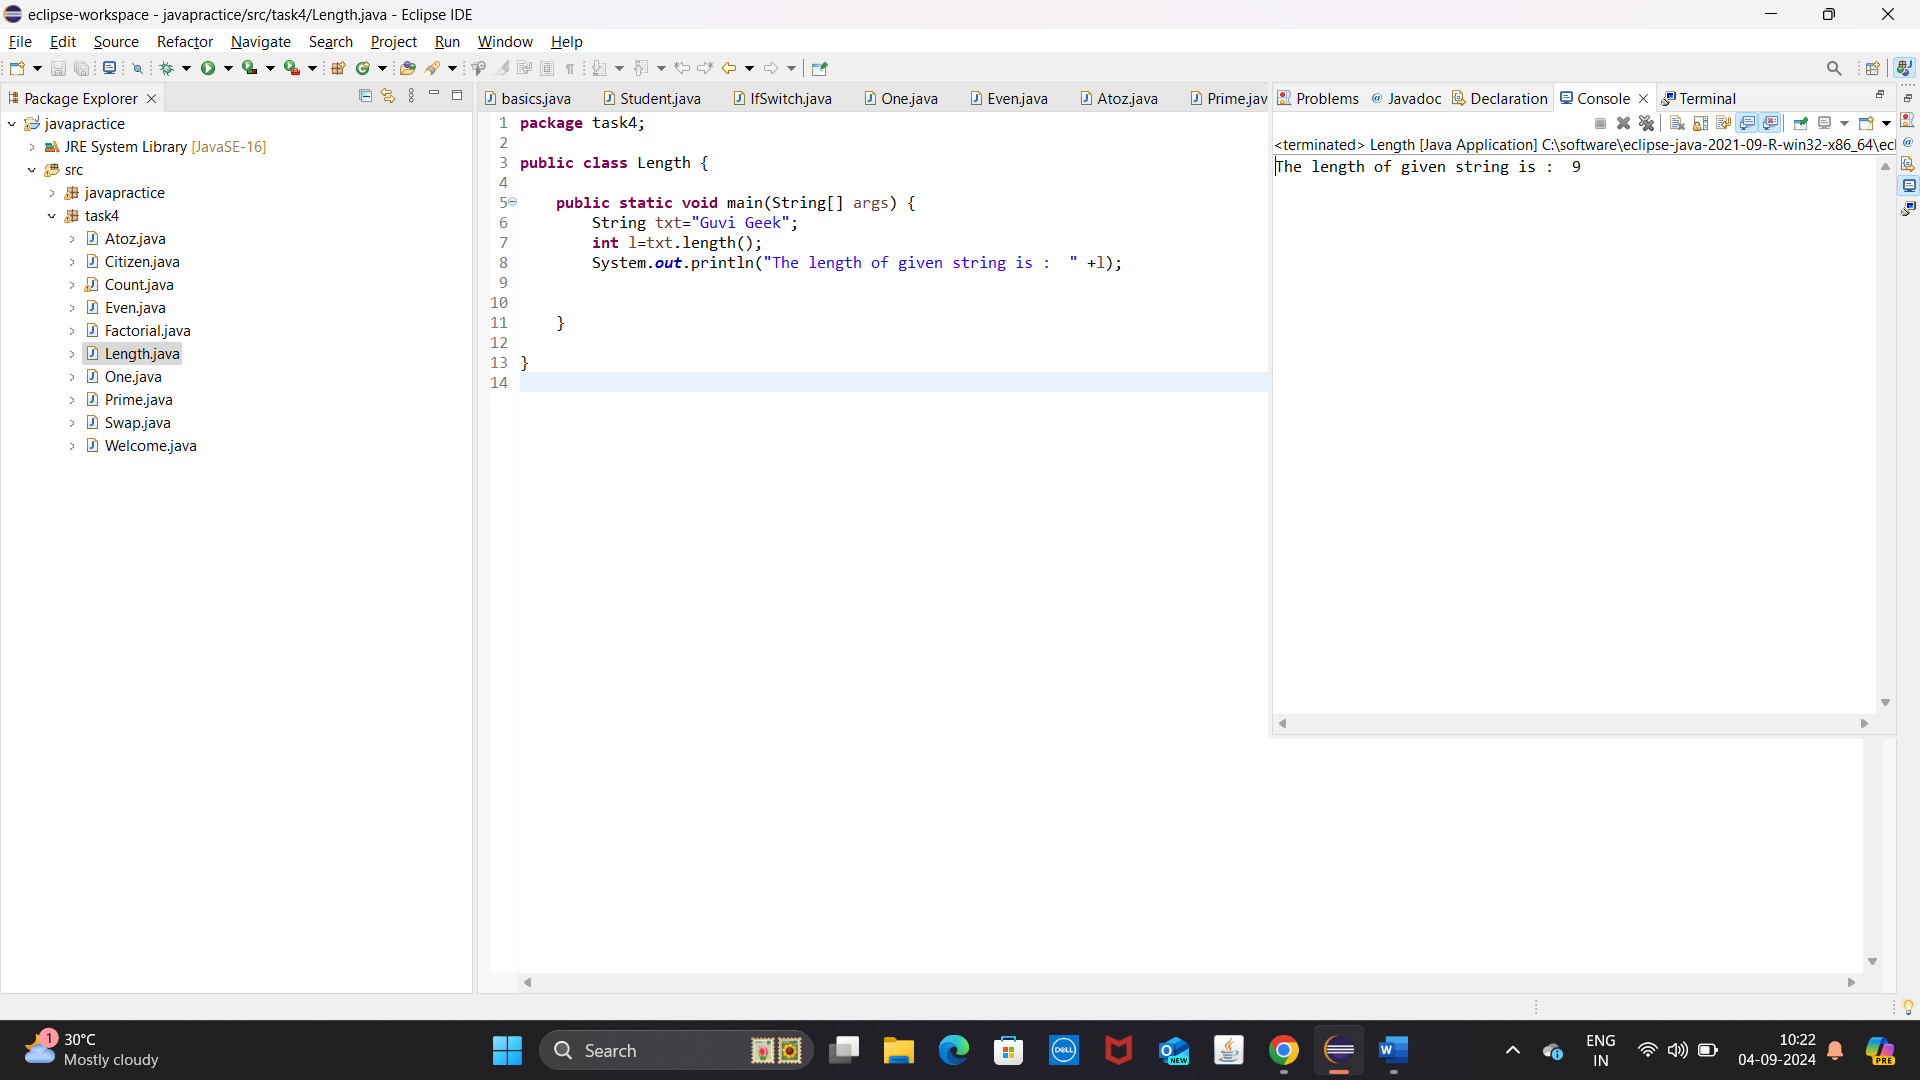 eclipse-workspace - javapractice/src/task4/Length.java - Eclipse IDE
File Edit Source Refactor Navigate Search Project Run Window Help
Package Explorer
javapractice
JRE System Library [JavaSE-16]
src
javapractice
task4
Atoz.java
Citizen.java
Count.java
Even.java
Factorial.java
Length.java
One.java
Prime.java
Swap.java
Welcome.java
basics.java Student.java IfSwitch.java One.java Even.java Atoz.java Prime.jav
1 package task4;
2
3 public class Length {
4
5 public static void main(String[] args) {
6 String txt="Guvi Geek";
7 int l=txt.length();
8 System.out.println("The length of given string is :  " +l);
9
10
11 }
12
13 }
14
Problems Javadoc Declaration Console Terminal
<terminated> Length [Java Application] C:\software\eclipse-java-2021-09-R-win32-x86_64\ecl
The length of given string is :  9
1
30°C
Mostly cloudy
Search
DELL
NEW
W
ENG
IN
10:22
04-09-2024
PRE